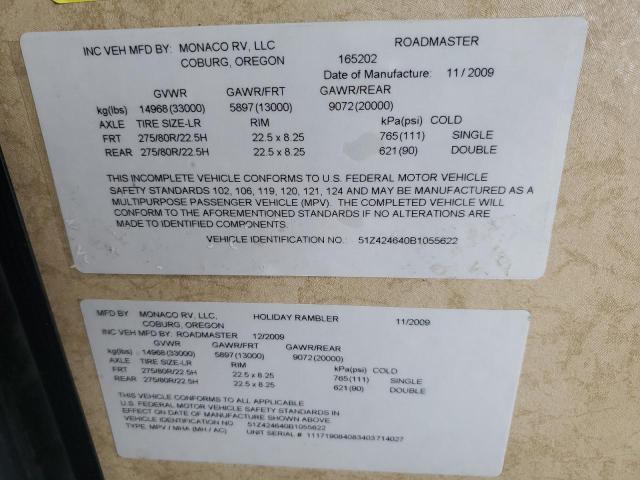 INC VEH MFD BY: MONACO RV, LLC ROADMASTER
COBURG, OREGON 165202
Date of Manufacture: 11/2009
GVWR GAWR/FRT GAWR/REAR
kg(lbs) 14968(33000) 5897(13000) 9072(20000)
AXLE TIRE SIZE-LR RIM kPa(psi) COLD
FRT 275/80R/22.5H 22.5 x 8.25 765(111) SINGLE
REAR 275/80R/22.5H 22.5 x 8.25 621(90) DOUBLE
THIS INCOMPLETE VEHICLE CONFORMS TO U.S. FEDERAL MOTOR VEHICLE
SAFETY STANDARDS 102, 106, 119, 120, 121, 124 AND MAY BE MANUFACTURED AS A
MULTIPURPOSE PASSENGER VEHICLE (MPV). THE COMPLETED VEHICLE WILL
CONFORM TO THE AFOREMENTIONED STANDARDS IF NO ALTERATIONS ARE
MADE TO IDENTIFIED COMPONENTS.
VEHICLE IDENTIFICATION NO.: 51Z424640B1055622
MFD BY MONACO RV, LLC, HOLIDAY RAMBLER 11/2009
COBURG, OREGON
INC VEH MFD BY: ROADMASTER 12/2009
GVWR GAWR/FRT GAWR/REAR
kg(lbs) 14968(33000) 5897(13000) 9072(20000)
AXLE TIRE SIZE-LR RIM kPa(psi) COLD
FRT 275/80R/22.5H 22.5 x 8.25 765(111) SINGLE
REAR 275/80R/22.5H 22.5 x 8.25 621(90) DOUBLE
THIS VEHICLE CONFORMS TO ALL APPLICABLE
U.S. FEDERAL MOTOR VEHICLE SAFETY STANDARDS IN
EFFECT ON DATE OF MANUFACTURE SHOWN ABOVE.
VEHICLE IDENTIFICATION NO: 51Z424640B1055622
TYPE: MPV / MHA (MH / AC) UNIT SERIAL # 111719084083403714027